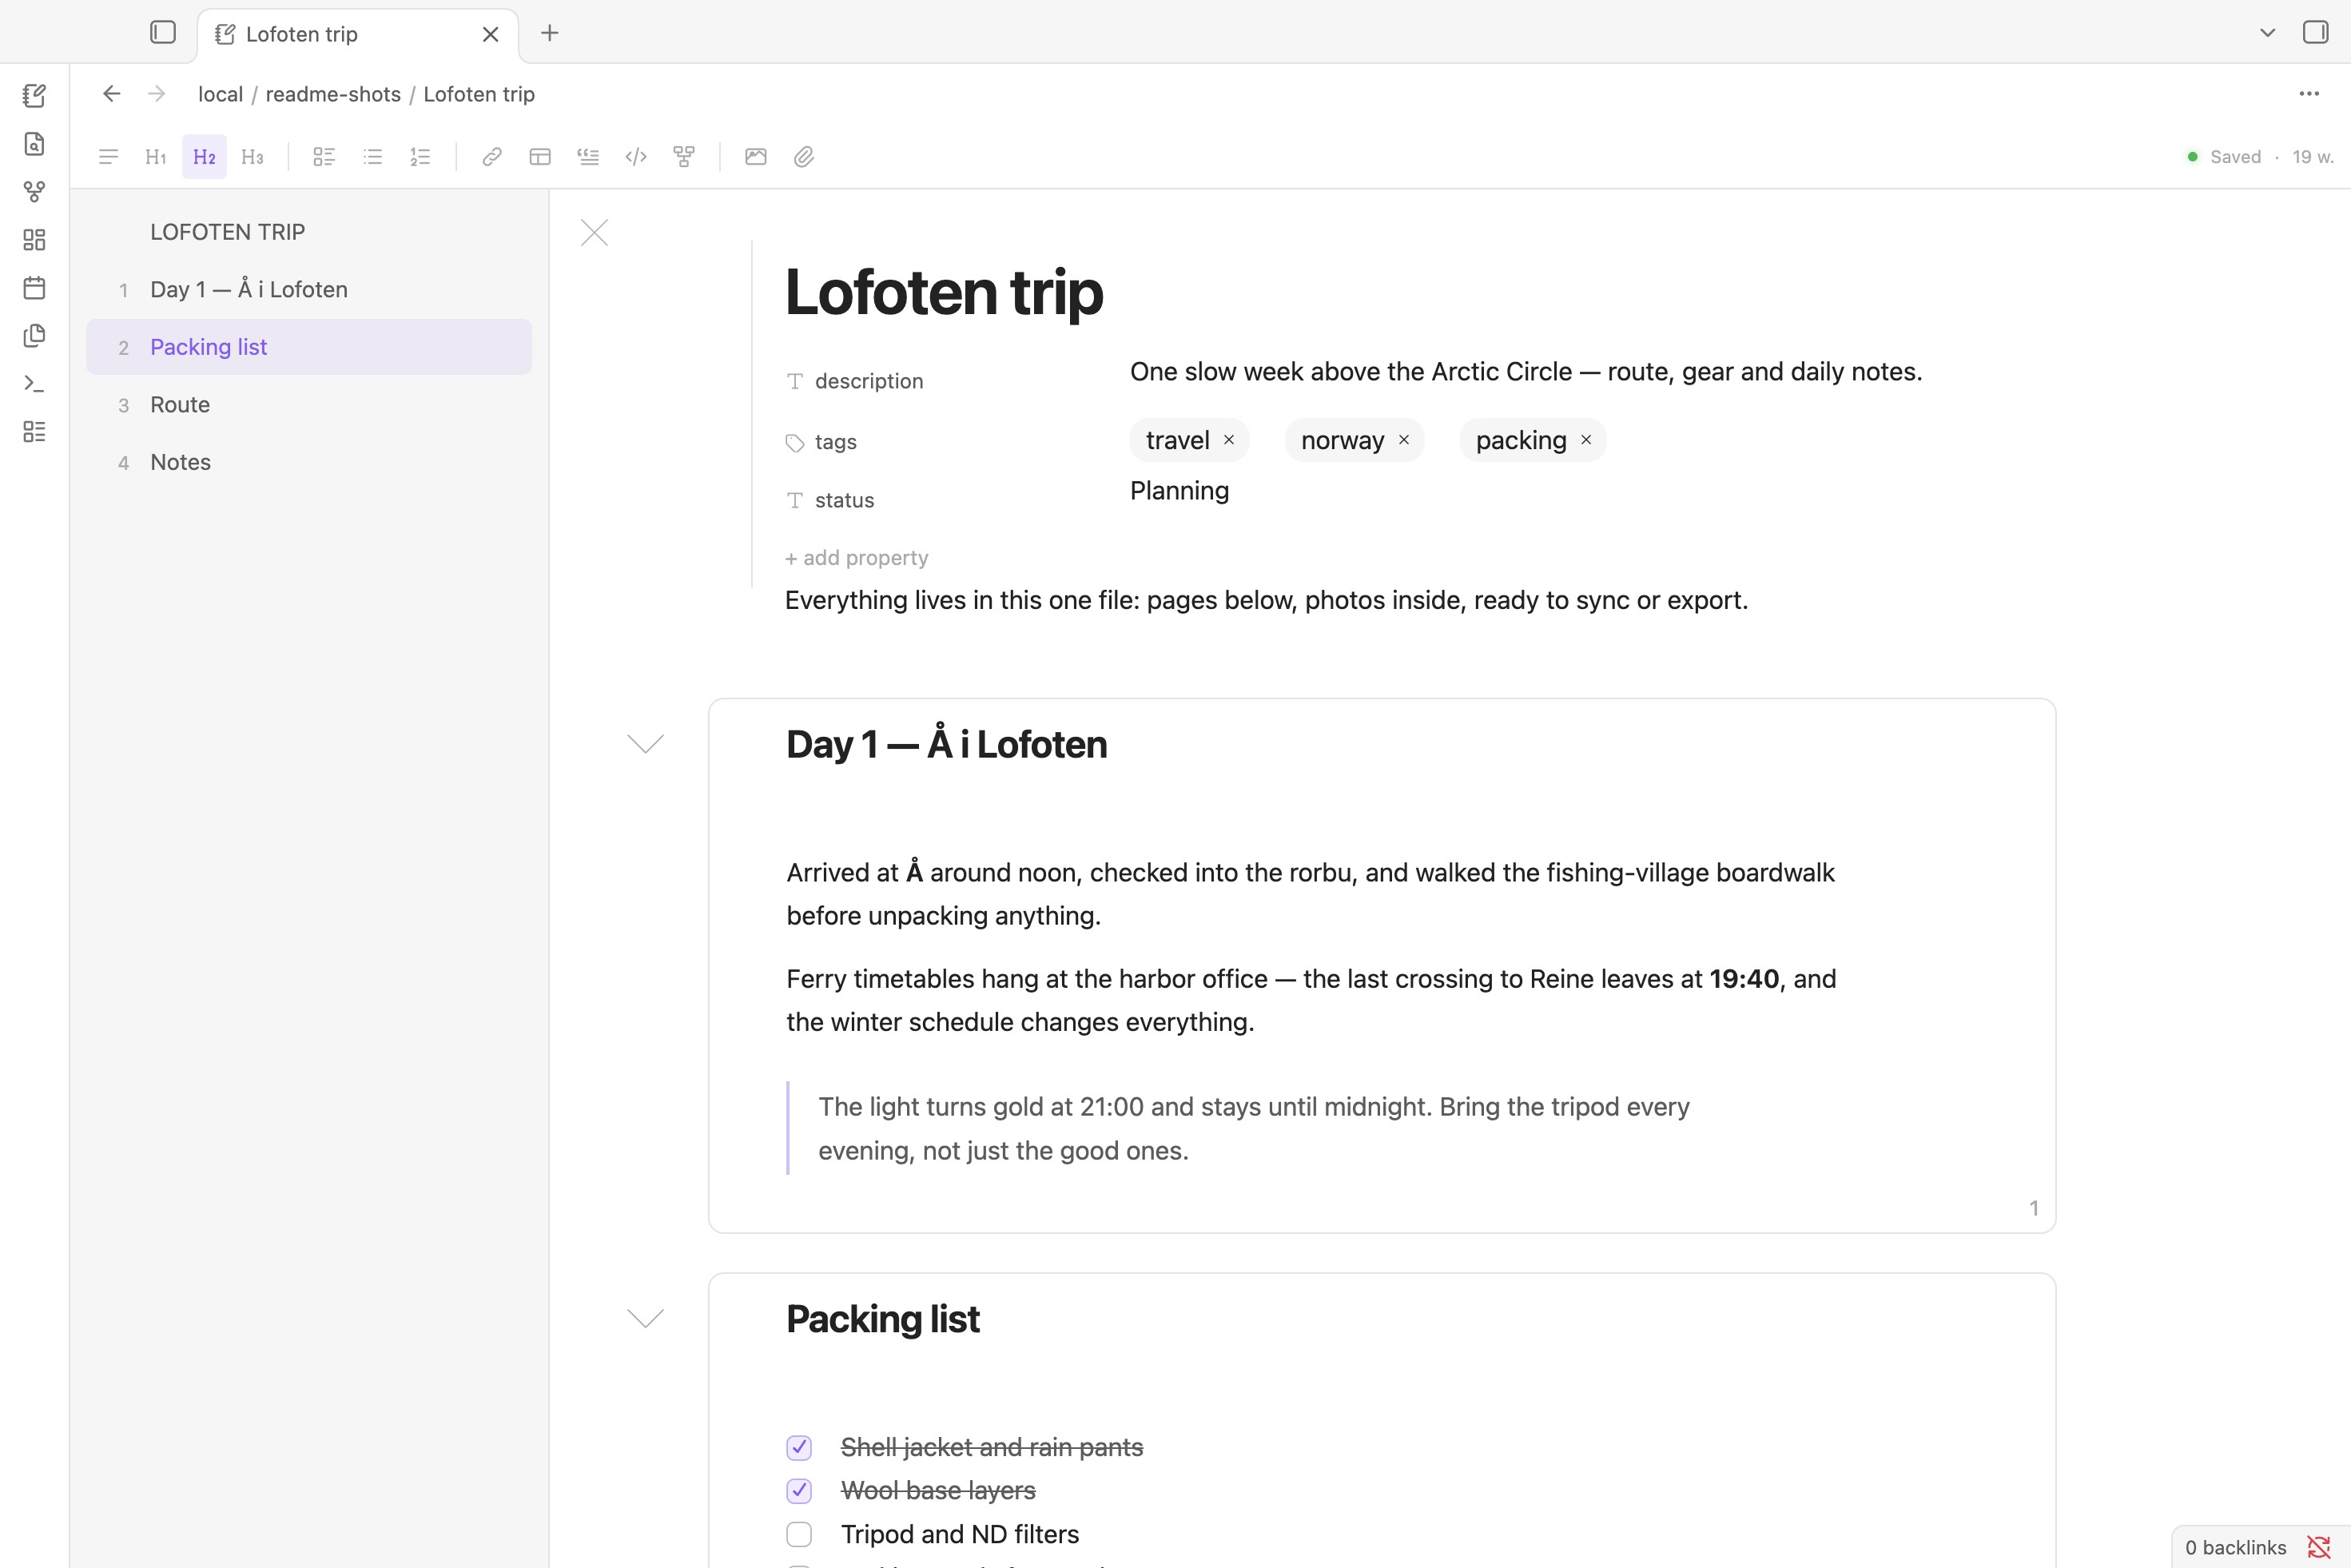 Lofoten trip
local / readme-shots / Lofoten trip
H1 H2 H3
Saved · 19 w.
LOFOTEN TRIP
1 Day 1 — Å i Lofoten
2 Packing list
3 Route
4 Notes
Lofoten trip
description One slow week above the Arctic Circle — route, gear and daily notes.
tags travel × norway × packing ×
status Planning
+ add property
Everything lives in this one file: pages below, photos inside, ready to sync or export.
Day 1 — Å i Lofoten
Arrived at Å around noon, checked into the rorbu, and walked the fishing-village boardwalk
before unpacking anything.
Ferry timetables hang at the harbor office — the last crossing to Reine leaves at 19:40, and
the winter schedule changes everything.
The light turns gold at 21:00 and stays until midnight. Bring the tripod every
evening, not just the good ones.
1
Packing list
Shell jacket and rain pants
Wool base layers
Tripod and ND filters
0 backlinks